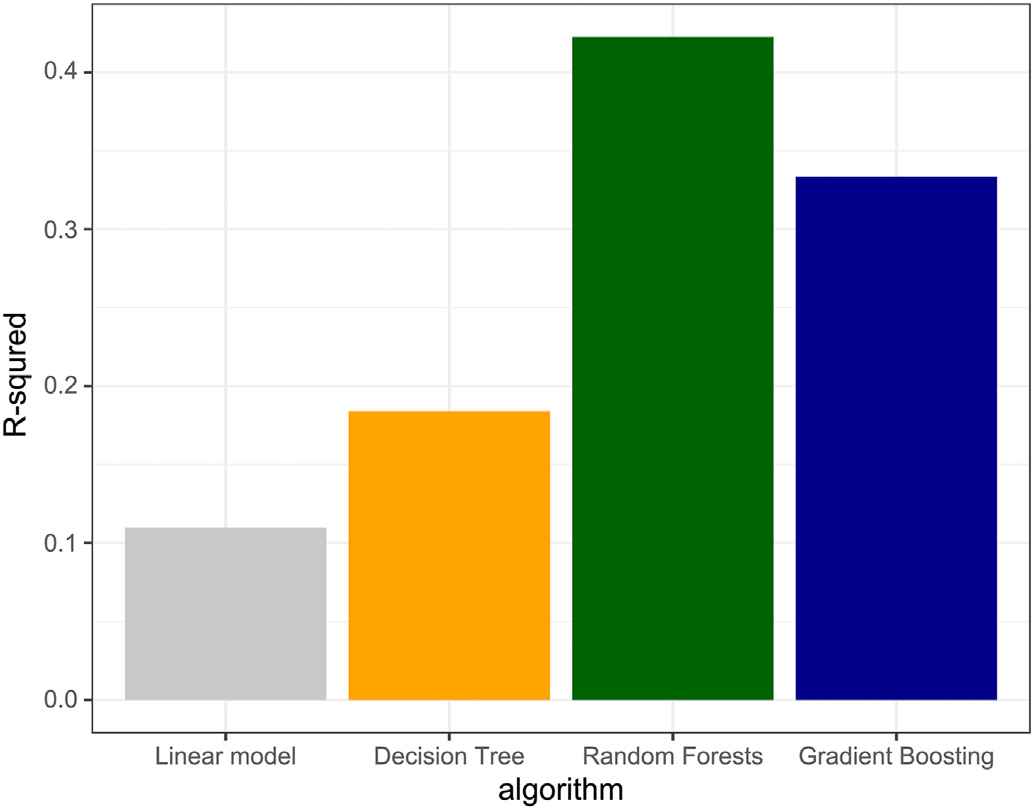 R-squred
0.4
0.3
0.2
0.1
0.0
Linear model Decision Tree Random Forests Gradient Boosting
algorithm